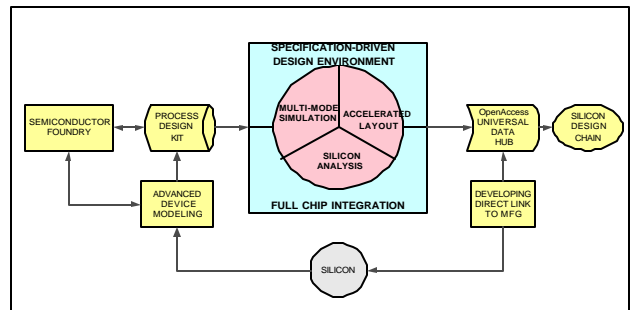 SPECIFICATION-DRIVEN
DESIGN ENVIRONMENT
MULTI-MODE
SIMULATION
ACCELERATED
LAYOUT
SILICON
ANALYSIS
FULL CHIP INTEGRATION
SEMICONDUCTOR
FOUNDRY
PROCESS
DESIGN
KIT
OpenAccess
UNIVERSAL
DATA
HUB
SILICON
DESIGN
CHAIN
ADVANCED
DEVICE
MODELING
DEVELOPING
DIRECT LINK
TO MFG
SILICON